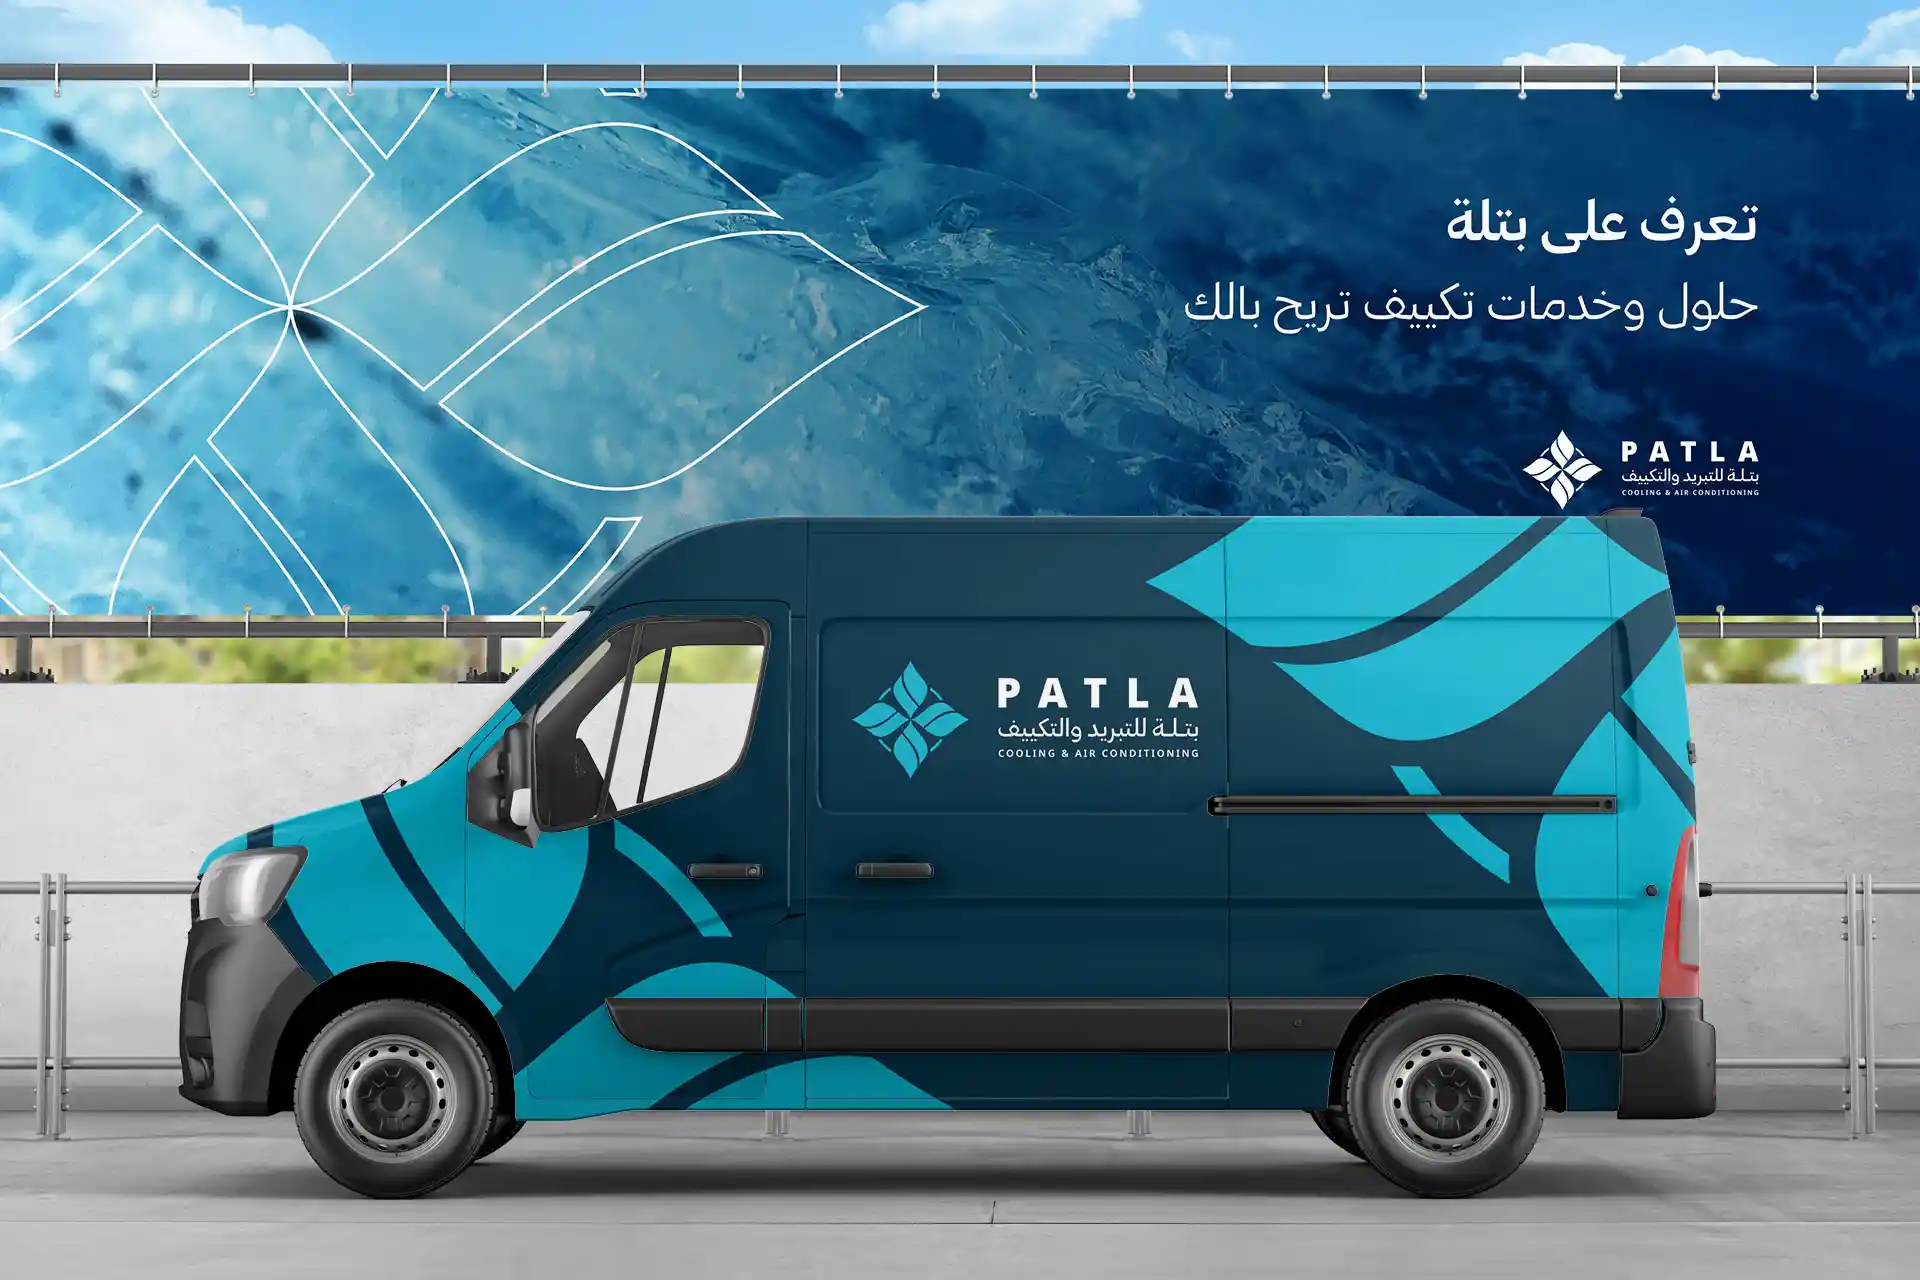 تعرف على بتلة
حلول وخدمات تكييف تريح بالك
PATLA
بتلة للتبريد والتكييف
COOLING & AIR CONDITIONING
PATLA
بتلة للتبريد والتكييف
COOLING & AIR CONDITIONING